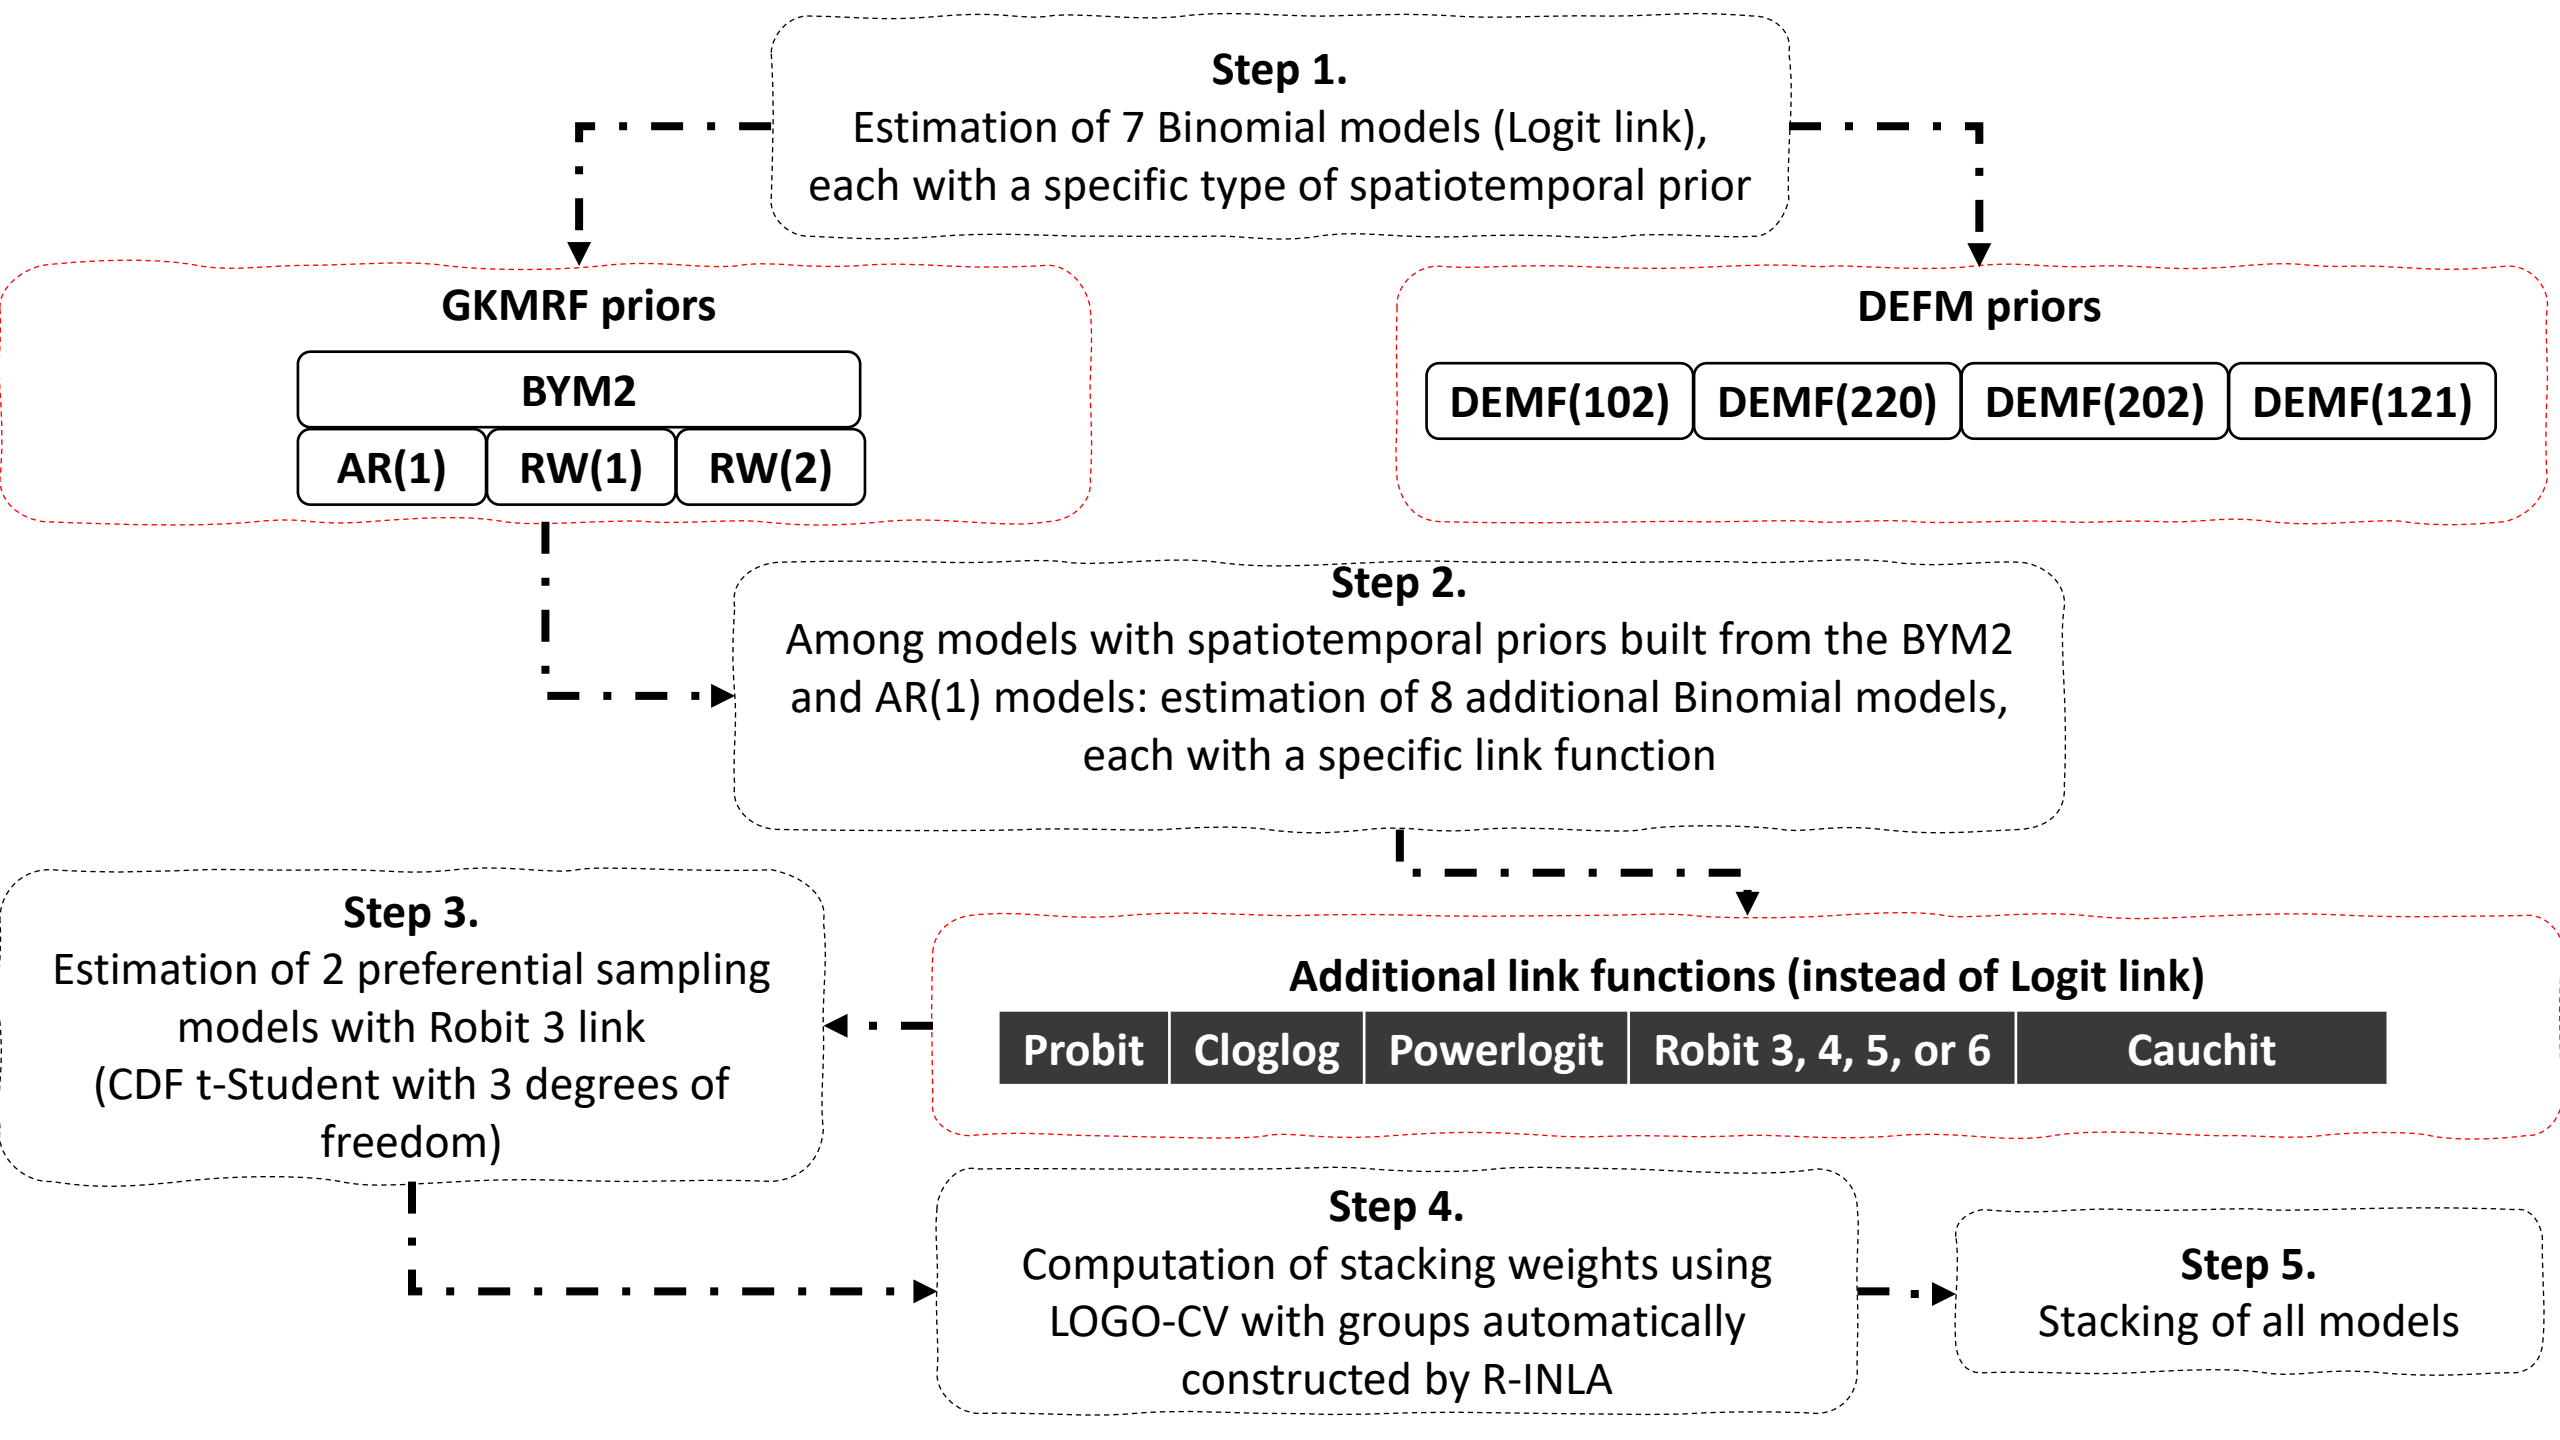 Step 1.
Estimation of 7 Binomial models (Logit link),
each with a specific type of spatiotemporal prior
GKMRF priors
BYM2
AR(1) RW(1) RW(2)
DEFM priors
DEMF(102) DEMF(220) DEMF(202) DEMF(121)
Step 2.
Among models with spatiotemporal priors built from the BYM2
and AR(1) models: estimation of 8 additional Binomial models,
each with a specific link function
Additional link functions (instead of Logit link)
Probit Cloglog Powerlogit Robit 3, 4, 5, or 6 Cauchit
Step 3.
Estimation of 2 preferential sampling
models with Robit 3 link
(CDF t-Student with 3 degrees of
freedom)
Step 4.
Computation of stacking weights using
LOGO-CV with groups automatically
constructed by R-INLA
Step 5.
Stacking of all models